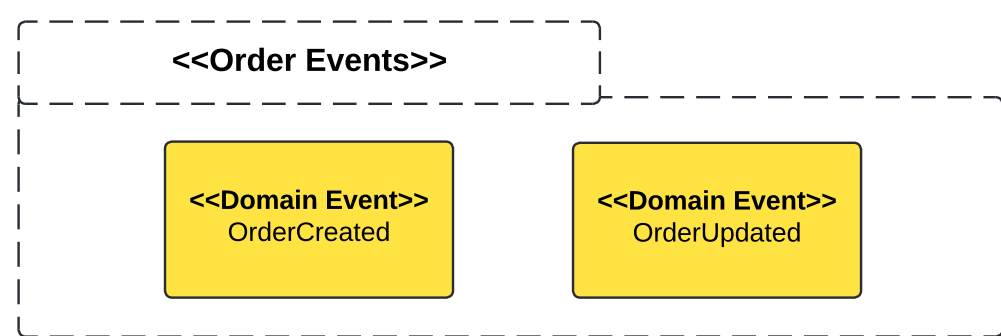 <<Order Events>>
<<Domain Event>>
OrderCreated
<<Domain Event>>
OrderUpdated